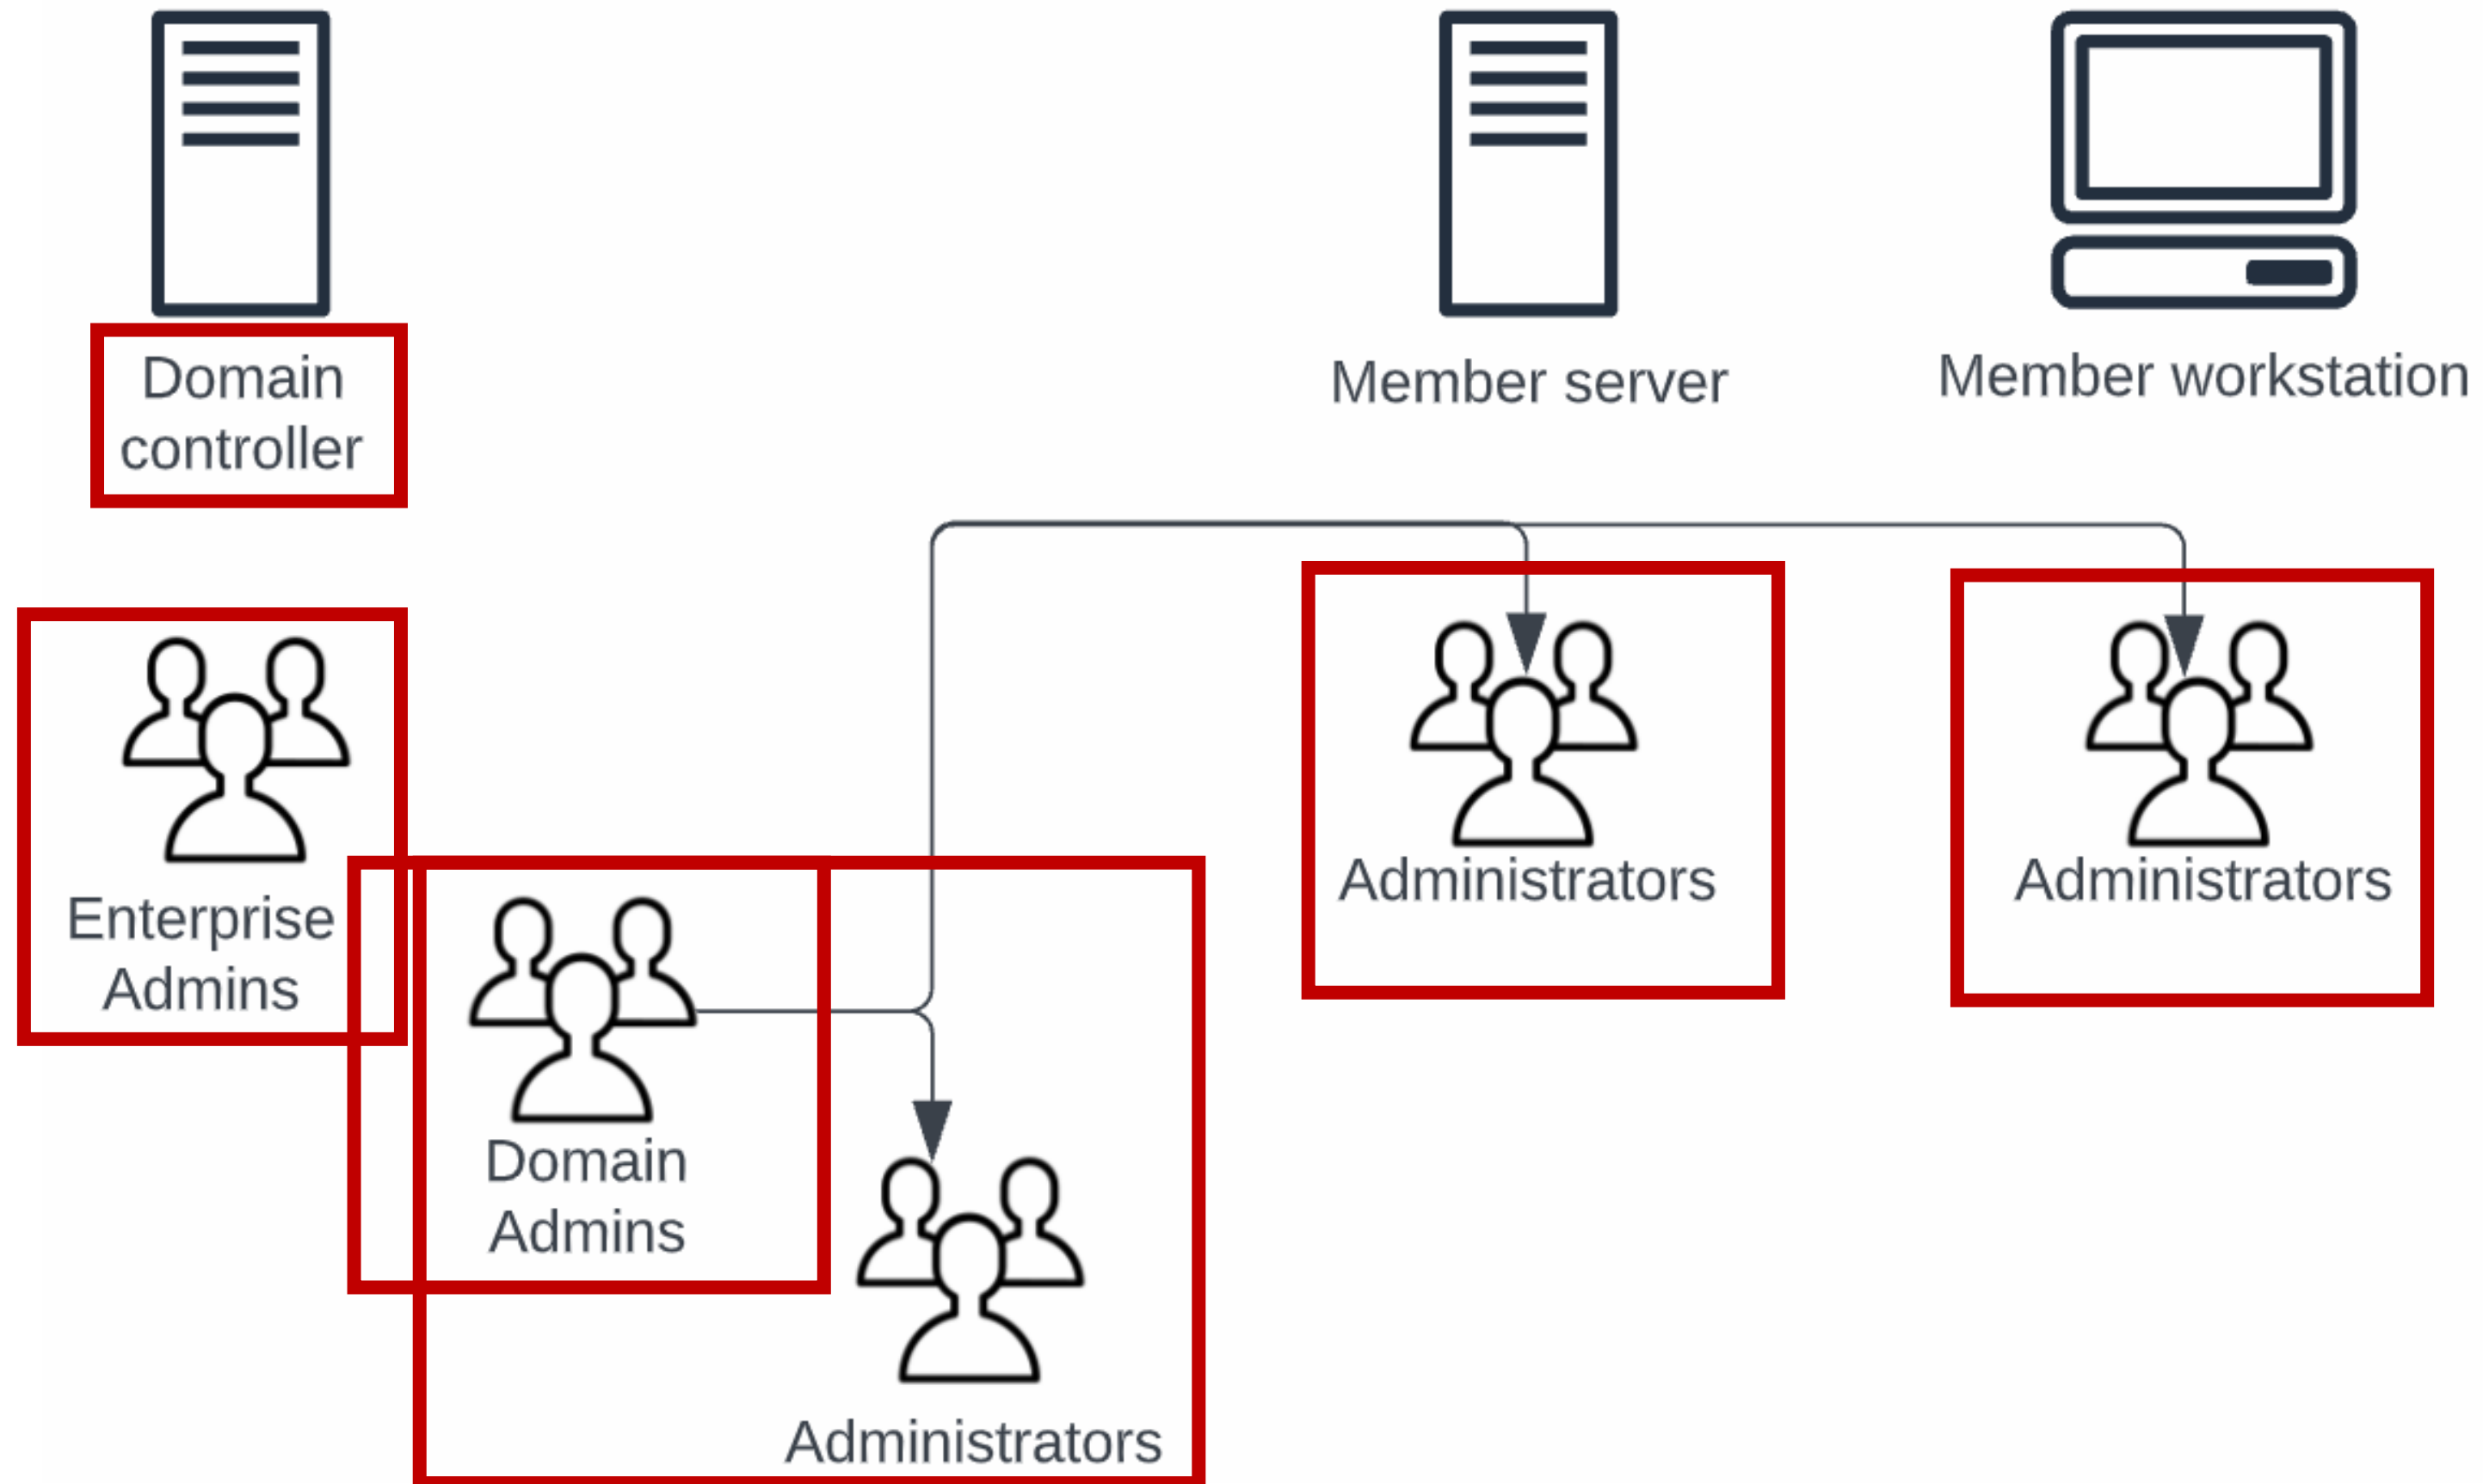 Domain
controller
Member server
Member workstation
Enterprise
Admins
Domain
Admins
Administrators
Administrators
Administrators